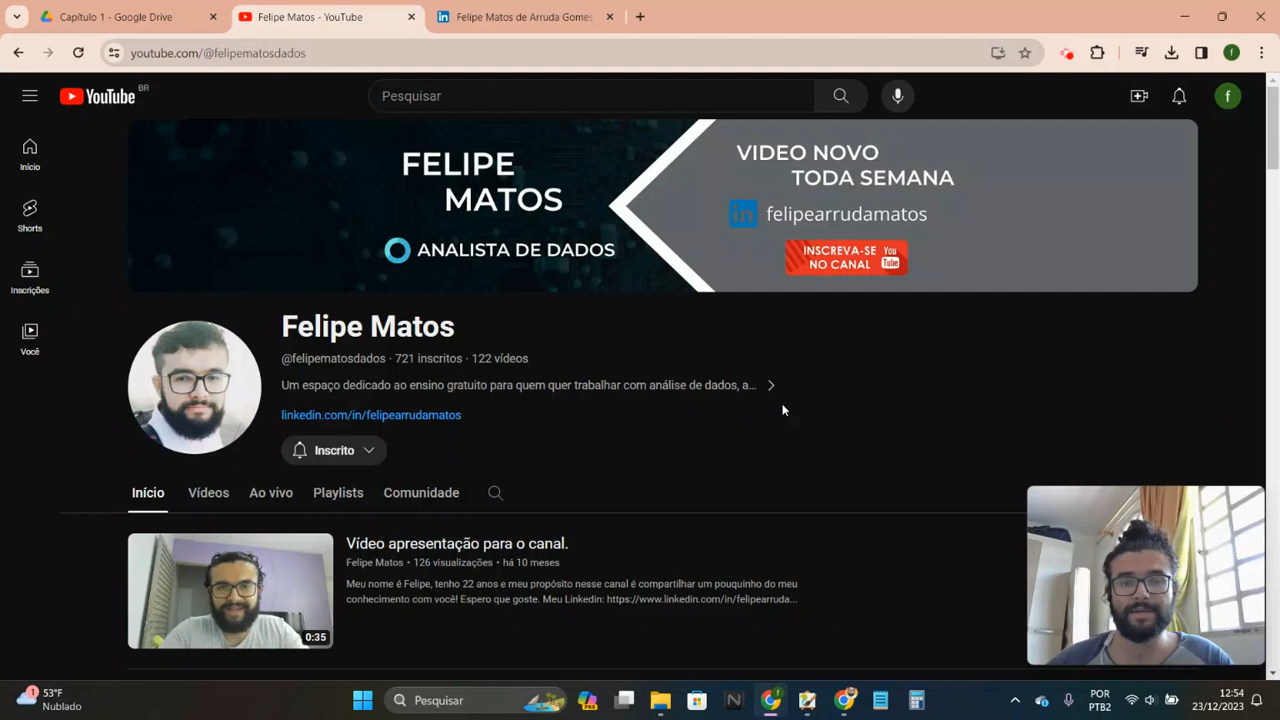 Capítulo 1 - Google Drive
Felipe Matos - YouTube
Felipe Matos de Arruda Gomes
youtube.com/@felipematosdados
f
YouTube BR
Pesquisar
f
Início
Shorts
Inscrições
Você
FELIPE
MATOS
ANALISTA DE DADOS
VIDEO NOVO
TODA SEMANA
in felipearrudamatos
INSCREVA-SE
NO CANAL
You
Tube
Felipe Matos
@felipematosdados · 721 inscritos · 122 vídeos
Um espaço dedicado ao ensino gratuito para quem quer trabalhar com análise de dados, a...
linkedin.com/in/felipearrudamatos
Inscrito
Início Vídeos Ao vivo Playlists Comunidade
Vídeo apresentação para o canal.
Felipe Matos • 126 visualizações • há 10 meses
Meu nome é Felipe, tenho 22 anos e meu propósito nesse canal é compartilhar um pouquinho do meu
conhecimento com você! Espero que goste. Meu Linkedin: https://www.linkedin.com/in/felipearruda...
0:35
1
53°F
Nublado
Pesquisar
PRE
N
POR
PTB2
12:54
23/12/2023